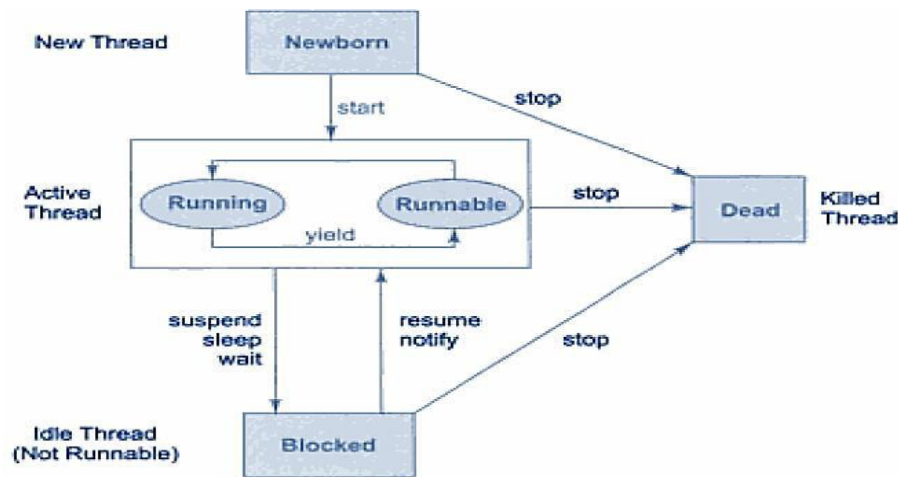 New Thread
Newborn
start
stop
Active
Thread
Running
Runnable
yield
stop
Dead
Killed
Thread
suspend
sleep
wait
resume
notify
stop
Idle Thread
(Not Runnable)
Blocked